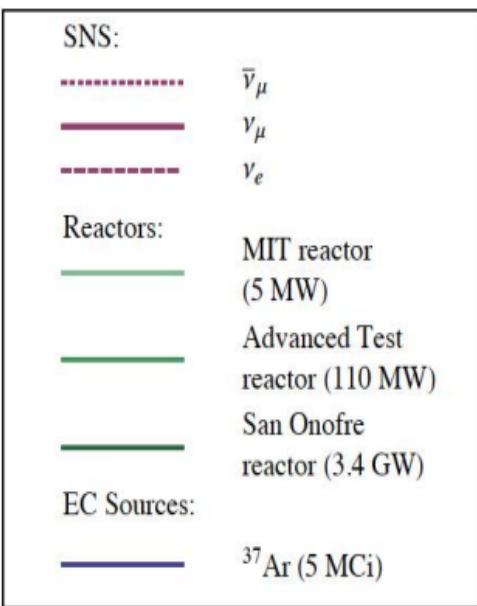 SNS:
ν̅μ
νμ
νe
Reactors:
MIT reactor
(5 MW)
Advanced Test
reactor (110 MW)
San Onofre
reactor (3.4 GW)
EC Sources:
³⁷Ar (5 MCi)